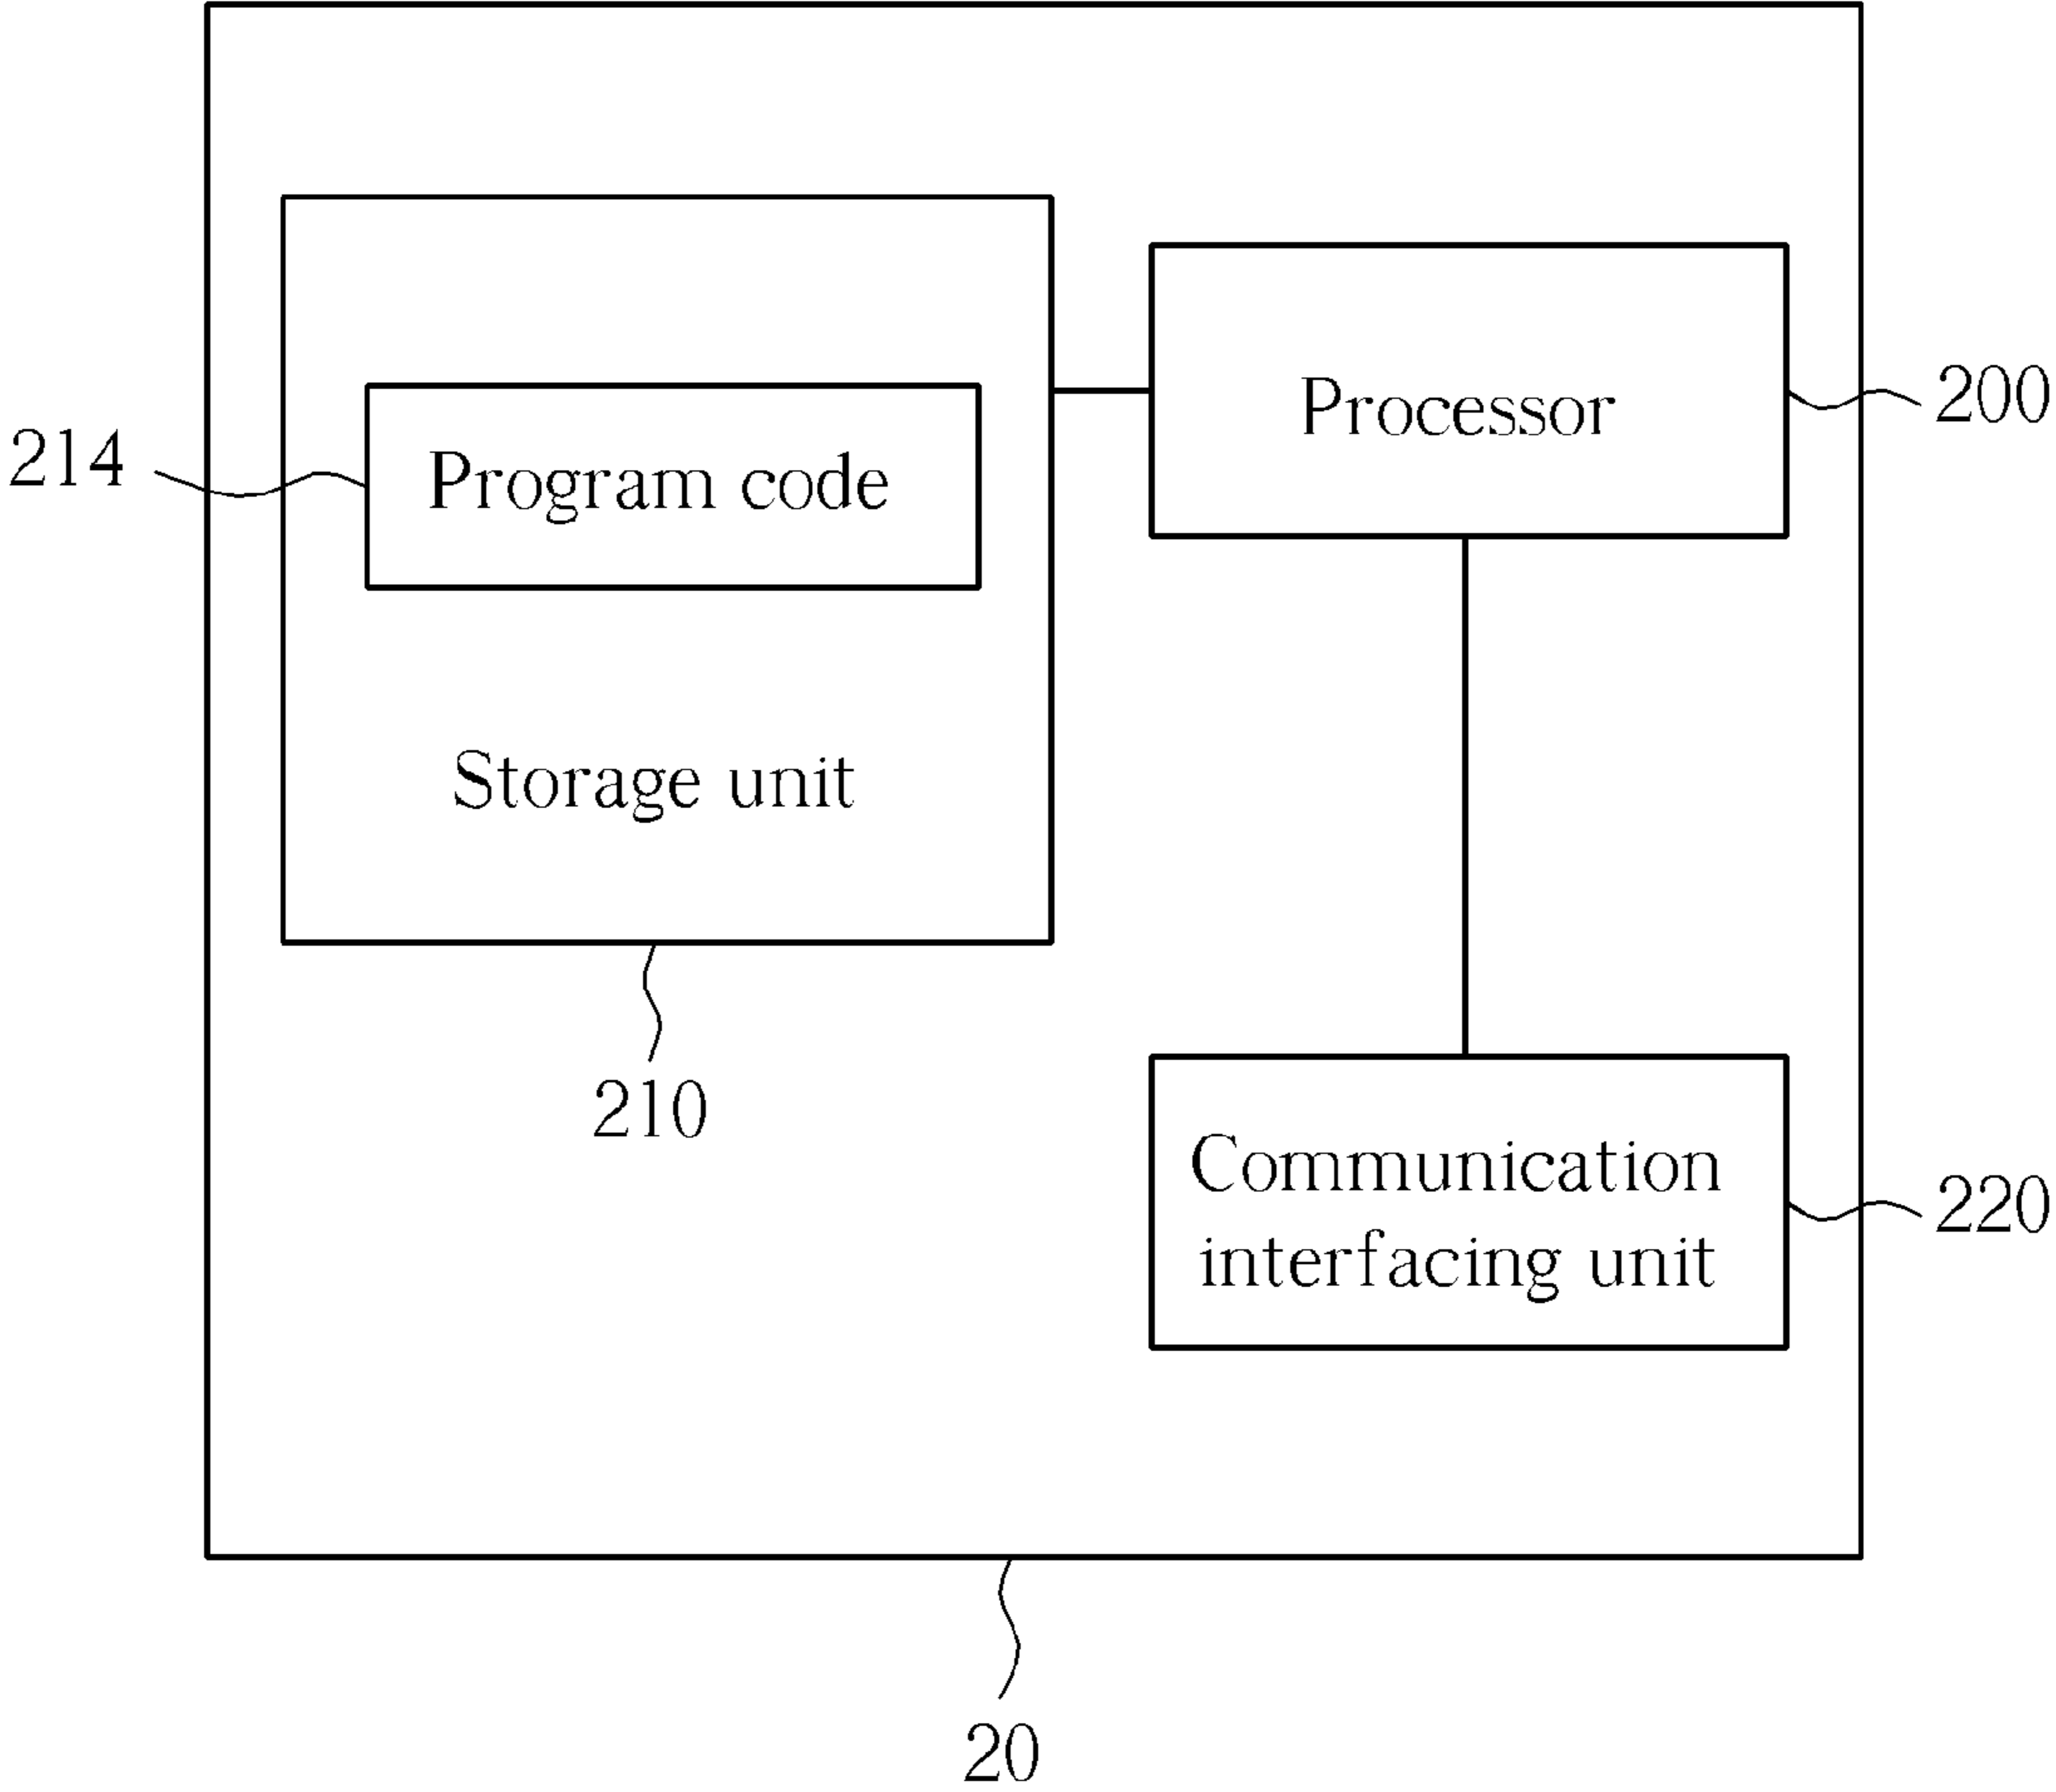 Processor
200
214
Program code
Storage unit
210
Communication
interfacing unit
220
20